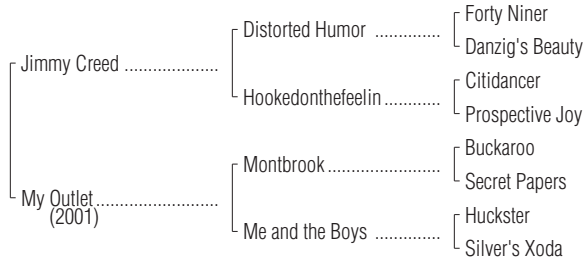 Forty Niner
Distorted Humor ..............
Danzig's Beauty
Jimmy Creed ....................
Citidancer
Hookedonthefeelin ............
Prospective Joy
Buckaroo
Montbrook ........................
Secret Papers
My Outlet ..........................
(2001)
Huckster
Me and the Boys ..............
Silver's Xoda